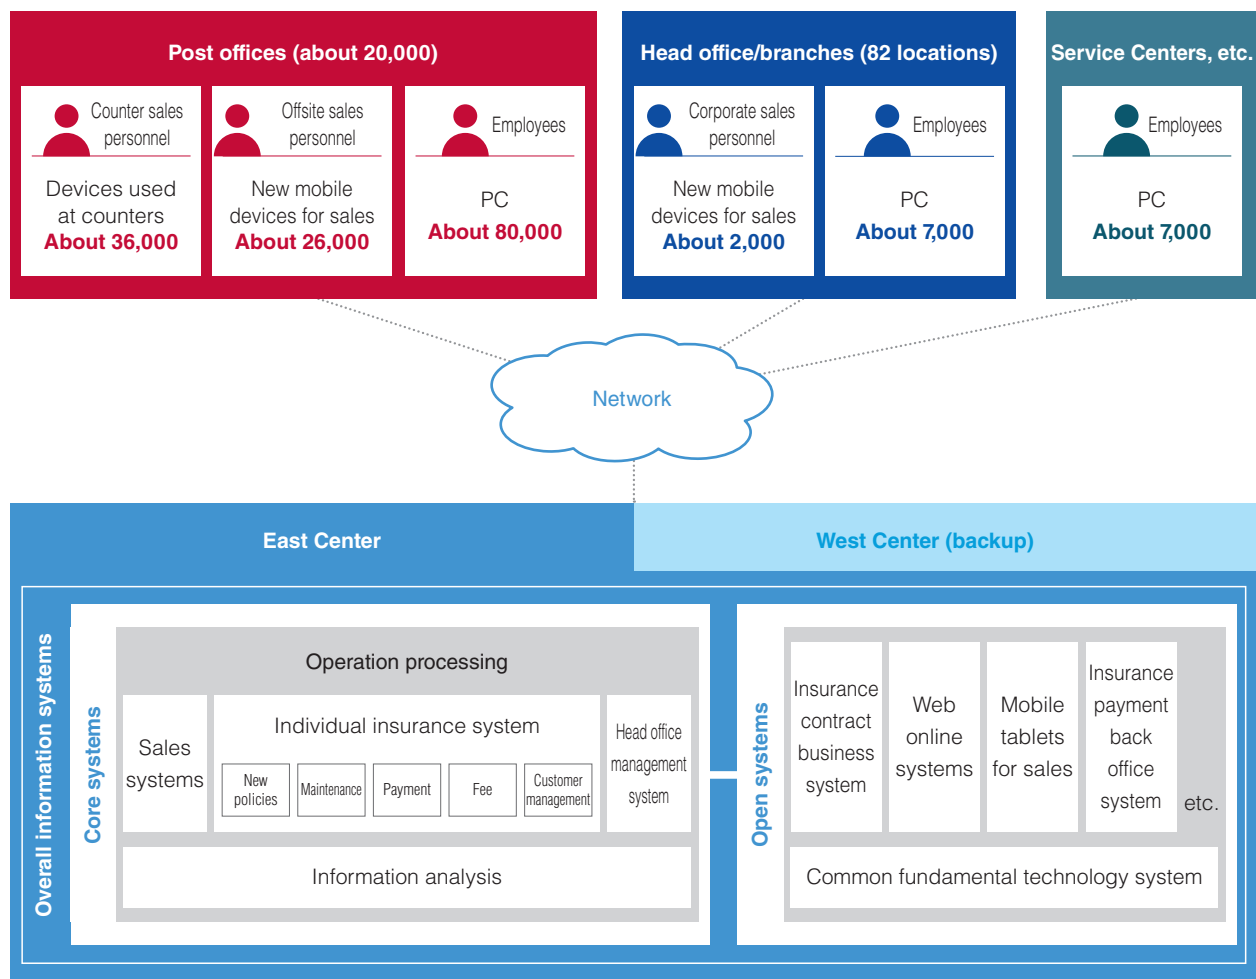 Post offices (about 20,000)
Counter sales
personnel
Devices used
at counters
About 36,000
Offsite sales
personnel
New mobile
devices for sales
About 26,000
Employees
PC
About 80,000
Head office/branches (82 locations)
Corporate sales
personnel
New mobile
devices for sales
About 2,000
Employees
PC
About 7,000
Service Centers, etc.
Employees
PC
About 7,000
Network
East Center
West Center (backup)
Overall information systems
Core systems
Operation processing
Sales
systems
Individual insurance system
New
policies
Maintenance
Payment
Fee
Customer
management
Head office
management
system
Information analysis
Open systems
Insurance
contract
business
system
Web
online
systems
Mobile
tablets
for sales
Insurance
payment
back
office
system
etc.
Common fundamental technology system